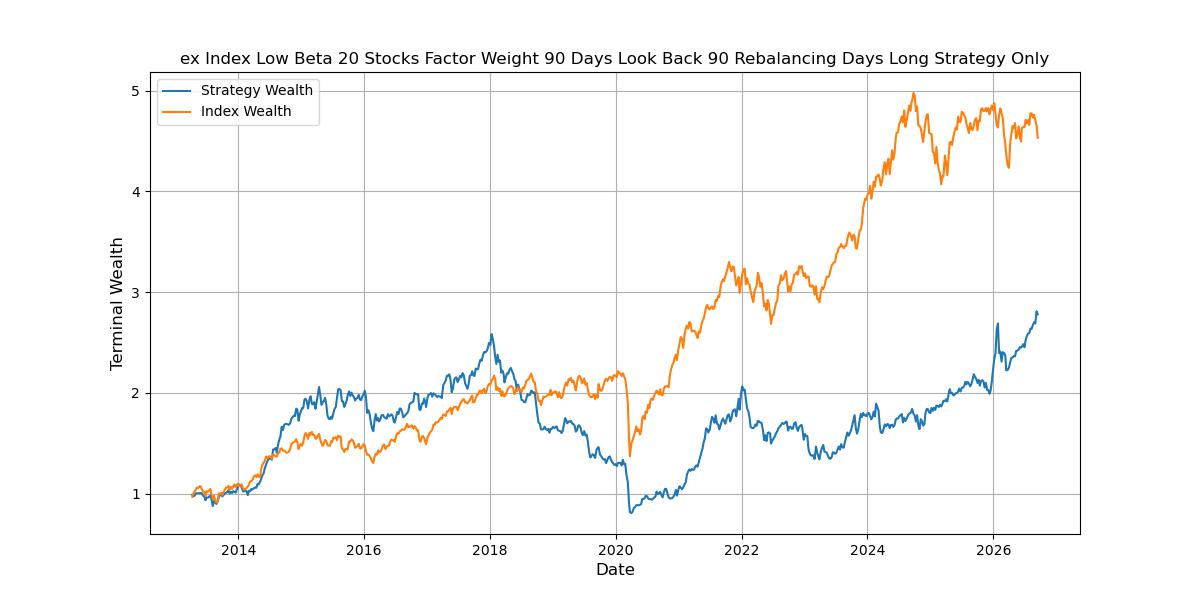 ex Index Low Beta 20 Stocks Factor Weight 90 Days Look Back 90 Rebalancing Days Long Strategy Only
Strategy Wealth
Index Wealth
Terminal Wealth
5
4
3
2
1
2014 2016 2018 2020 2022 2024 2026
Date